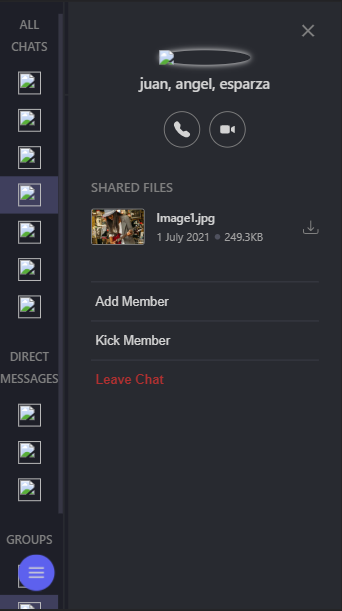 ALL
CHATS
juan, angel, esparza
SHARED FILES
Image1.jpg
1 July 2021 ● 249.3KB
Add Member
Kick Member
Leave Chat
DIRECT
MESSAGES
GROUPS